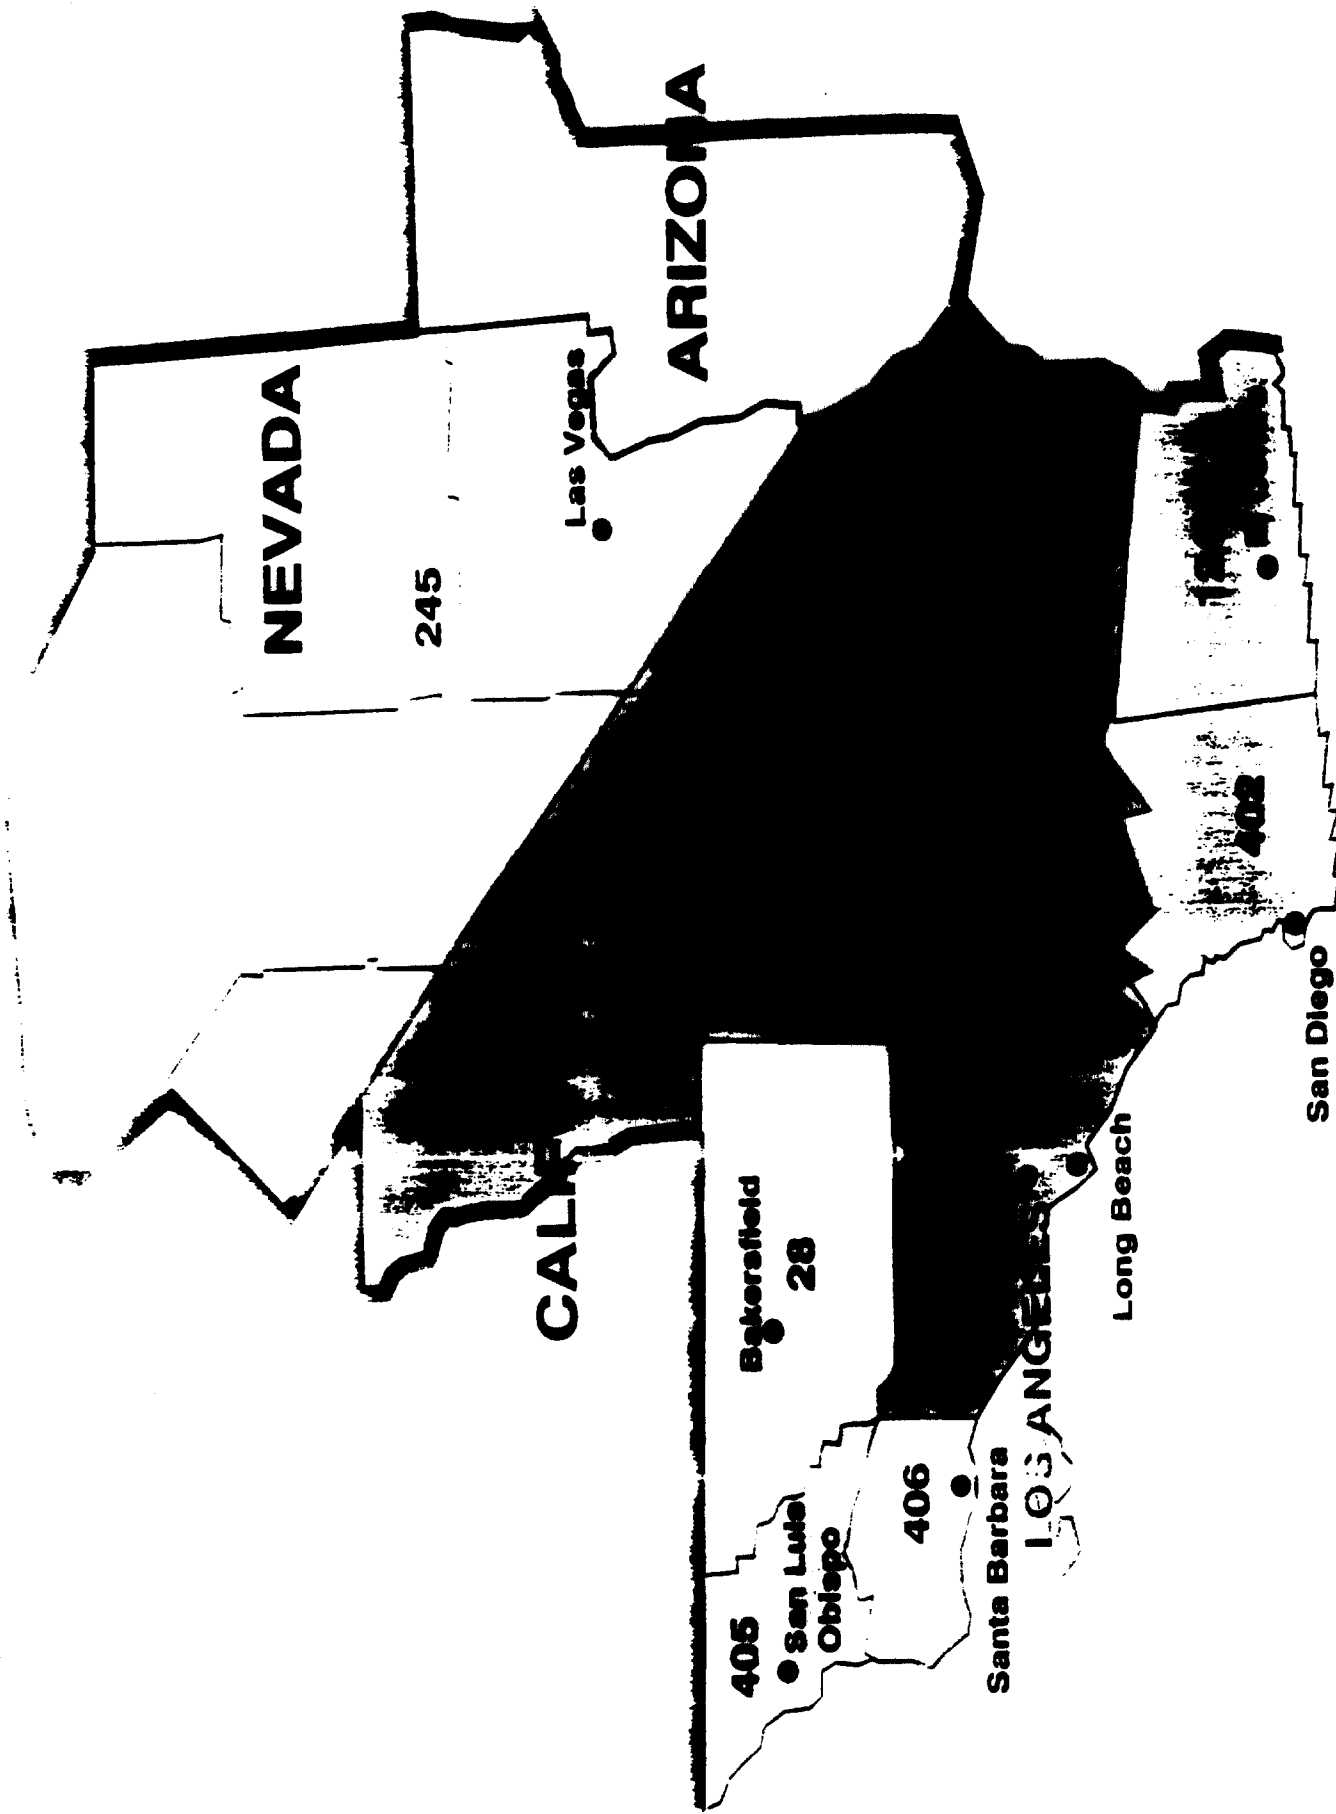 NEVADA
245
Las Vegas
ARIZONA
Bakersfield
28
405
San Luis
Obispo
406
Santa Barbara
LOS ANGELES
Long Beach
402
San Diego